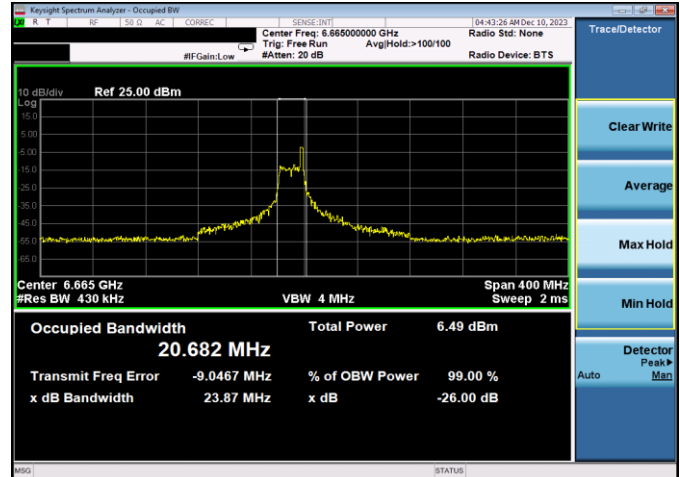 Keysight Spectrum Analyzer - Occupied BW
LXI R T RF 50 Ω AC CORREC SENSE:INT 04:43:26 AM Dec 10, 2023
Center Freq: 6.665000000 GHz Radio Std: None
Trig: Free Run Avg|Hold:>100/100
#IFGain:Low #Atten: 20 dB Radio Device: BTS
Trace/Detector
10 dB/div Ref 25.00 dBm
Log
15.0
5.00
-5.00
-15.0
-25.0
-35.0
-45.0
-55.0
-65.0
Center 6.665 GHz Span 400 MHz
#Res BW 430 kHz VBW 4 MHz Sweep 2 ms
Occupied Bandwidth Total Power 6.49 dBm
20.682 MHz
Transmit Freq Error -9.0467 MHz % of OBW Power 99.00 %
x dB Bandwidth 23.87 MHz x dB -26.00 dB
Clear Write
Average
Max Hold
Min Hold
Detector
Peak▶
Auto Man
MSG STATUS